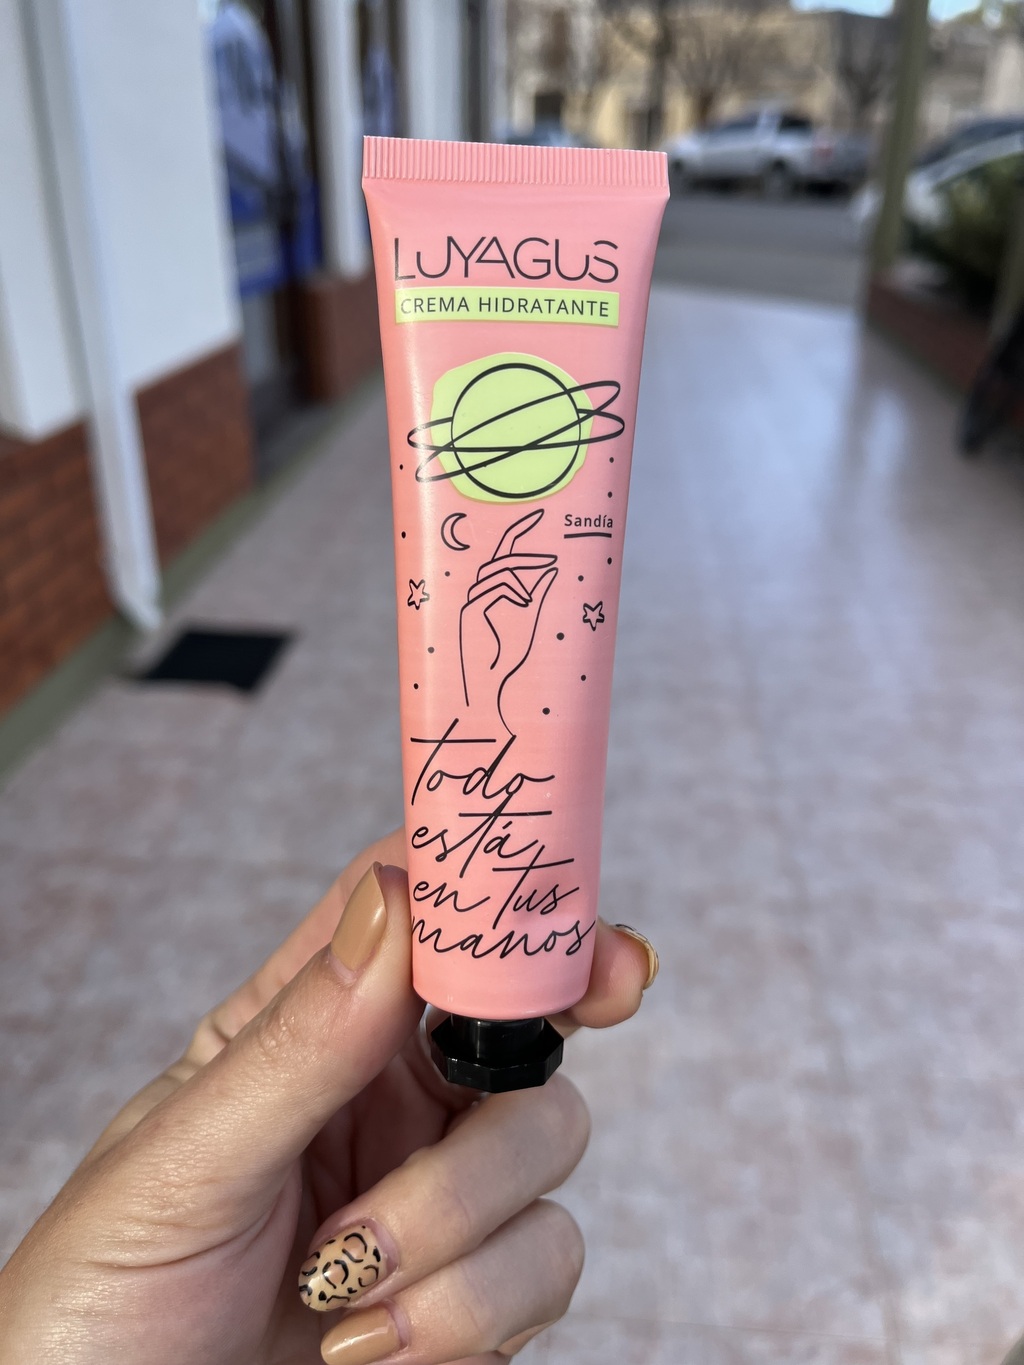 LUYAGUS
CREMA HIDRATANTE
Sandía
todo
está
en tus
manos